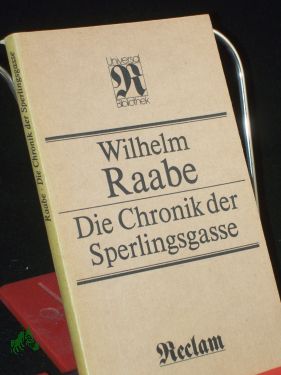 Raabe Die Chronik der Sperlingsgasse
Universal
R
Bibliothek
Wilhelm
Raabe
Die Chronik der
Sperlingsgasse
Reclam